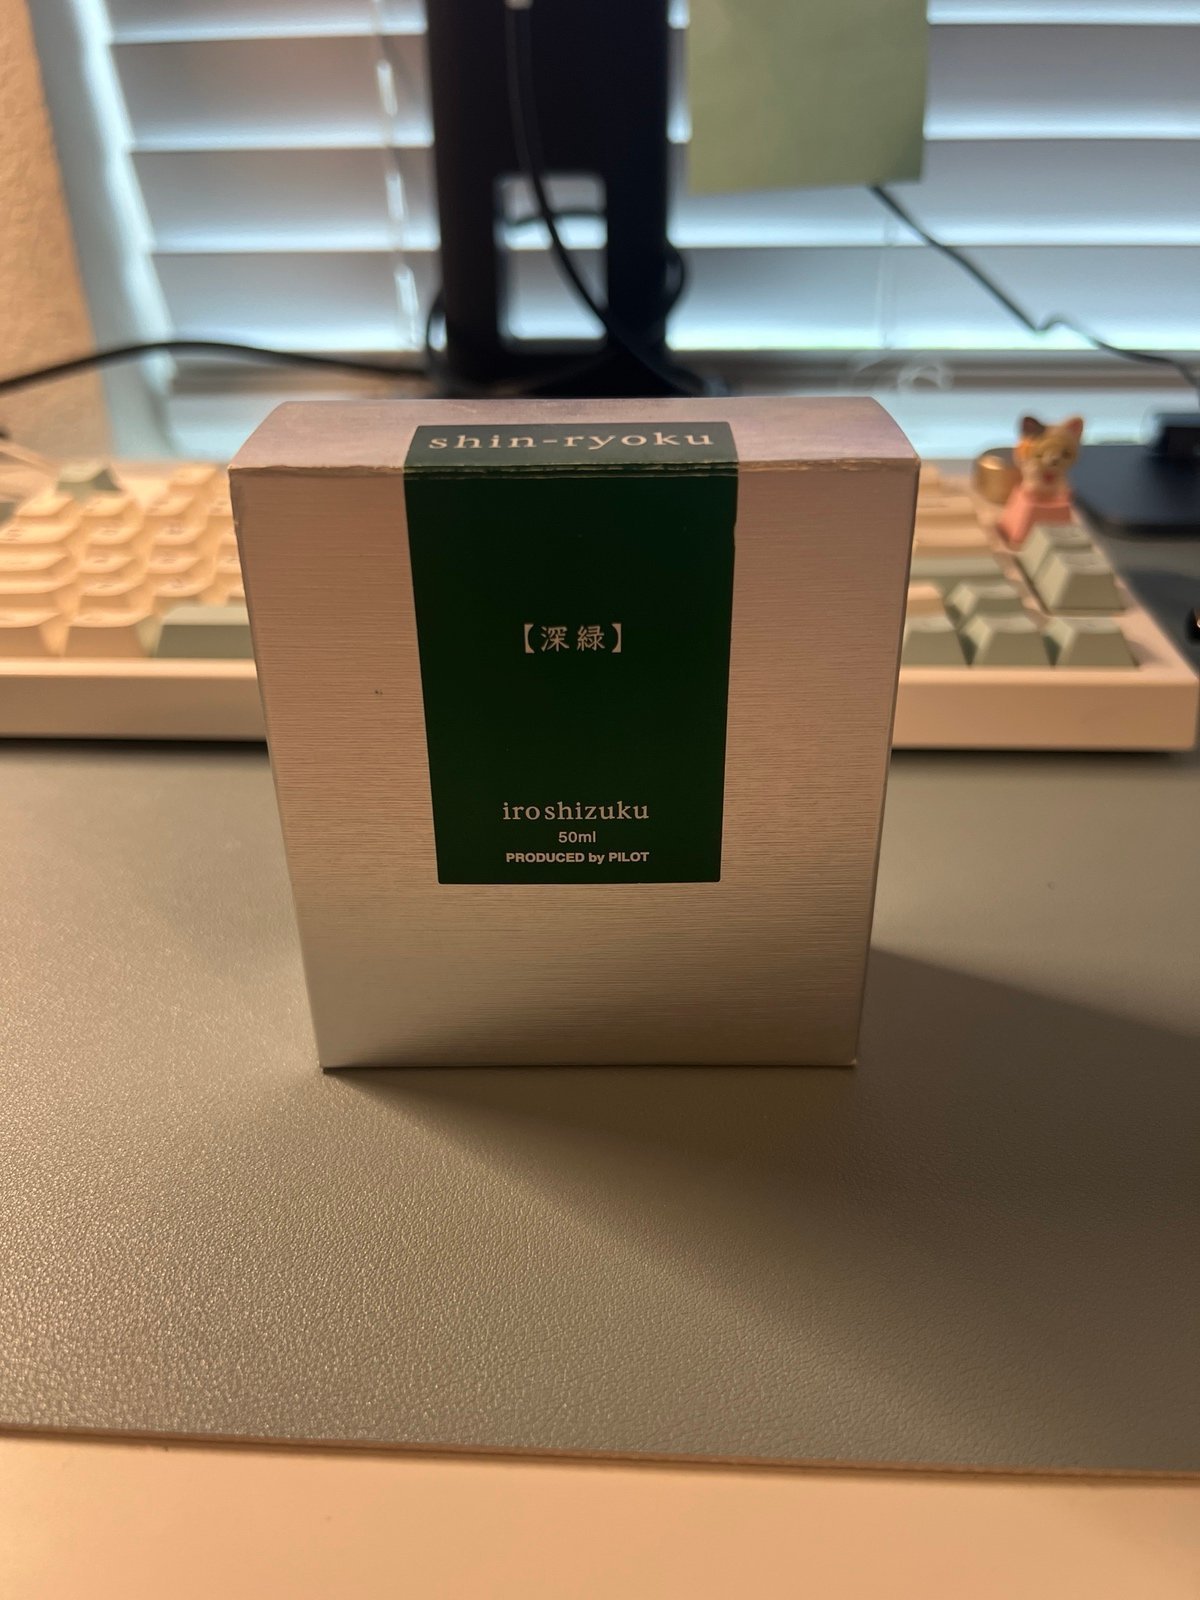 shin-ryoku
【深緑】
iroshizuku
50ml
PRODUCED by PILOT